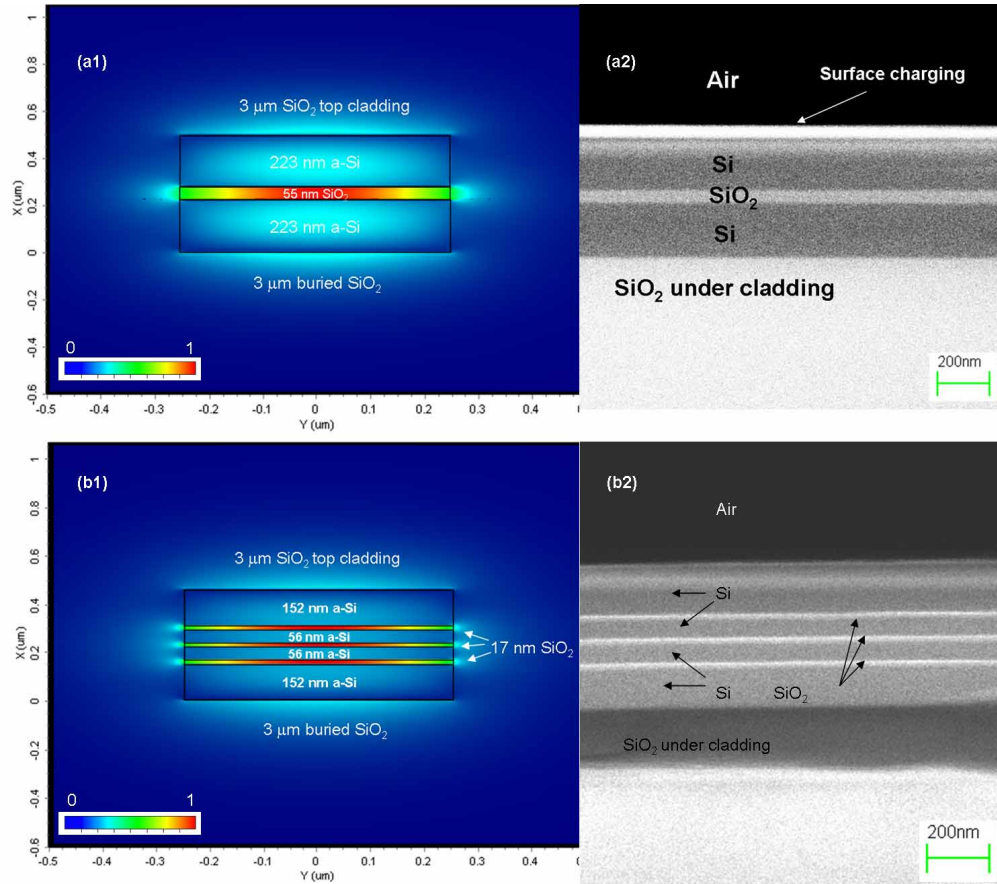 (a1)
3 μm SiO₂ top cladding
223 nm a-Si
55 nm SiO₂
223 nm a-Si
3 μm buried SiO₂
0 1
X (um)
1
0.8
0.6
0.4
0.2
0
-0.2
-0.4
-0.6
-0.5 -0.4 -0.3 -0.2 -0.1 0 0.1 0.2 0.3 0.4
Y (um)
(a2)
Air
Surface charging
Si
SiO₂
Si
SiO₂ under cladding
200nm
(b1)
3 μm SiO₂ top cladding
152 nm a-Si
56 nm a-Si
56 nm a-Si
17 nm SiO₂
152 nm a-Si
3 μm buried SiO₂
0 1
X (um)
1
0.8
0.6
0.4
0.2
0
-0.2
-0.4
-0.6
-0.5 -0.4 -0.3 -0.2 -0.1 0 0.1 0.2 0.3 0.4
Y (um)
(b2)
Air
Si
Si SiO₂
SiO₂ under cladding
200nm